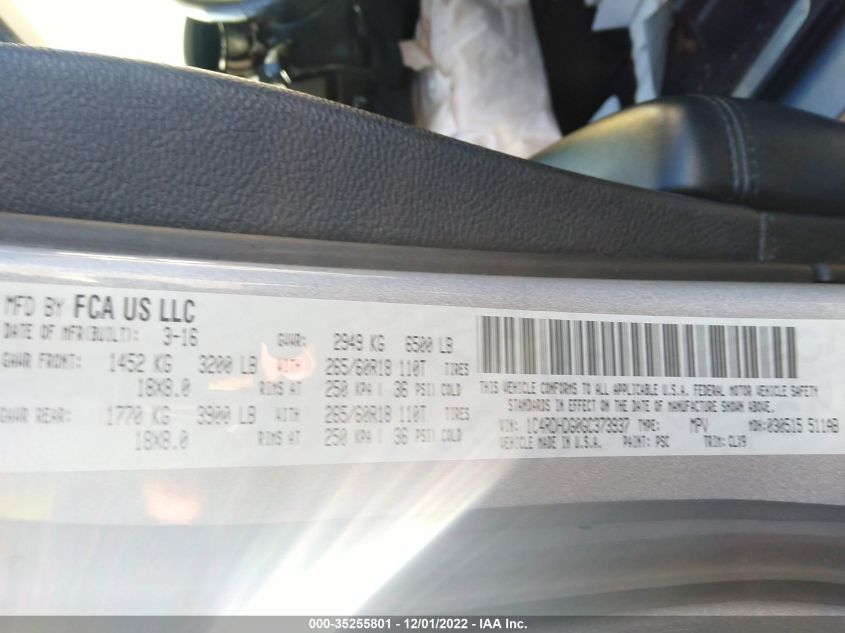 MFD BY FCA US LLC
DATE OF MFR(BUILT): 3-16 GVWR: 2949 KG 6500 LB
GAWR FRONT: 1452 KG 3200 LB WITH 265/60R18 110T TIRES
18X8.0 RIMS AT 250 KPA ( 36 PSI) COLD
GAWR REAR: 1770 KG 3900 LB WITH 265/60R18 110T TIRES
18X8.0 RIMS AT 250 KPA ( 36 PSI) COLD
THIS VEHICLE CONFORMS TO ALL APPLICABLE U.S.A. FEDERAL MOTOR VEHICLE SAFETY
STANDARDS IN EFFECT ON THE DATE OF MANUFACTURE SHOWN ABOVE.
VIN: 1C4RDHDG0GC373937 TYPE: MPV MDH:030515 511AB
VEHICLE MADE IN U.S.A. PAINT: PSC TRIM: CLX9
000-35255801 - 12/01/2022 - IAA Inc.